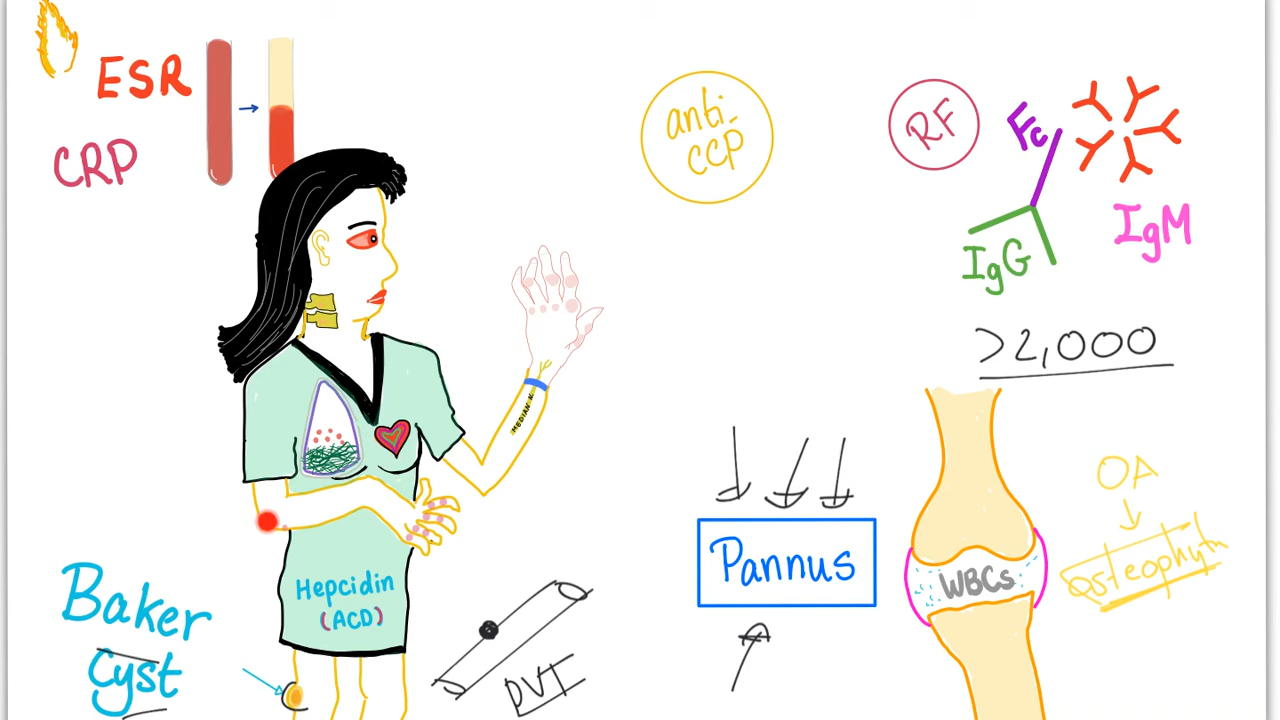 ESR
CRP
anti-
CCP
RF
Fc
IgG
IgM
>2,000
MEDIAN N.
Hepcidin
(ACD)
Baker
Cyst
DVT
Pannus
WBCs
OA
Osteophyte